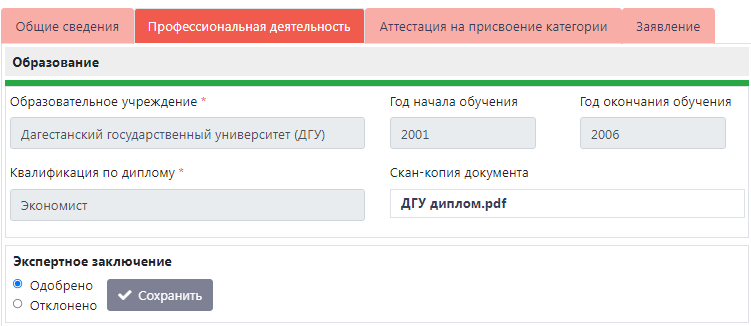 Общие сведения Профессиональная деятельность Аттестация на присвоение категории Заявление
Образование
Образовательное учреждение * Год начала обучения Год окончания обучения
Дагестанский государственный университет (ДГУ) 2001 2006
Квалификация по диплому * Скан-копия документа
Экономист ДГУ диплом.pdf
Экспертное заключение
Одобрено
Отклонено
Сохранить